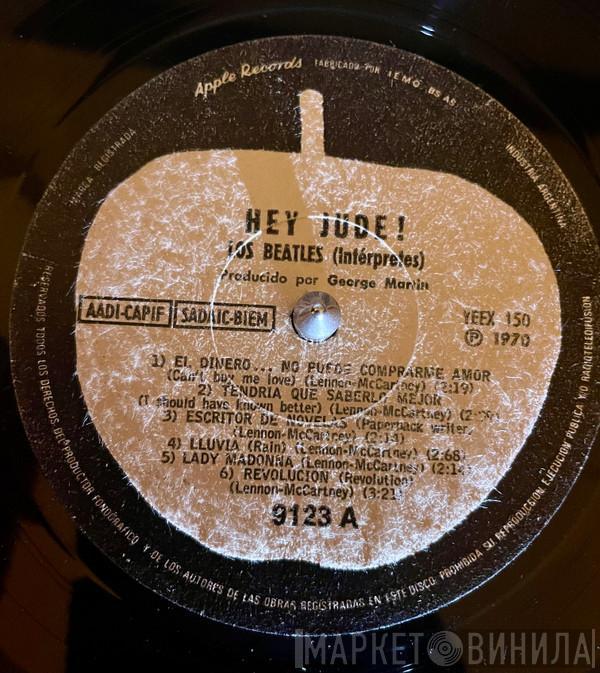 Apple Records FABRICADO POR IEMO BS AS
INDUSTRIA ARGENTINA
MARCA REGISTRADA
HEY JUDE!
LOS BEATLES (Intérpretes)
Producido por George Martin
AADI-CAPIF SADAIC-BIEM
YEEX 150
Ⓟ 1970
1) EL DINERO... NO PUEDE COMPRARME AMOR
(Can't buy me love) (Lennon-McCartney) (2:19)
2) TENDRIA QUE SABERLO MEJOR
(I should have known better) (Lennon-McCartney)
3) ESCRITOR DE NOVELAS (Paperback writer.
(Lennon-McCartney) (2:14)
4) LLUVIA (Rain) (Lennon-McCartney) (2:68)
5) LADY MADONNA (Lennon-McCartney) (2:14
6) REVOLUCION (Revolution)
(Lennon-McCartney) (3:21)
9123 A
RESERVADOS TODOS LOS DERECHOS DEL PRODUCTOR FONOGRAFICO Y DE LOS AUTORES DE LAS OBRAS REGISTRADAS EN ESTE DISCO. PROHIBIDA SU REPRODUCCION, EJECUCION PUBLICA Y/O RADIOTELEDIFUSION
МАРКЕТ ВИНИЛА